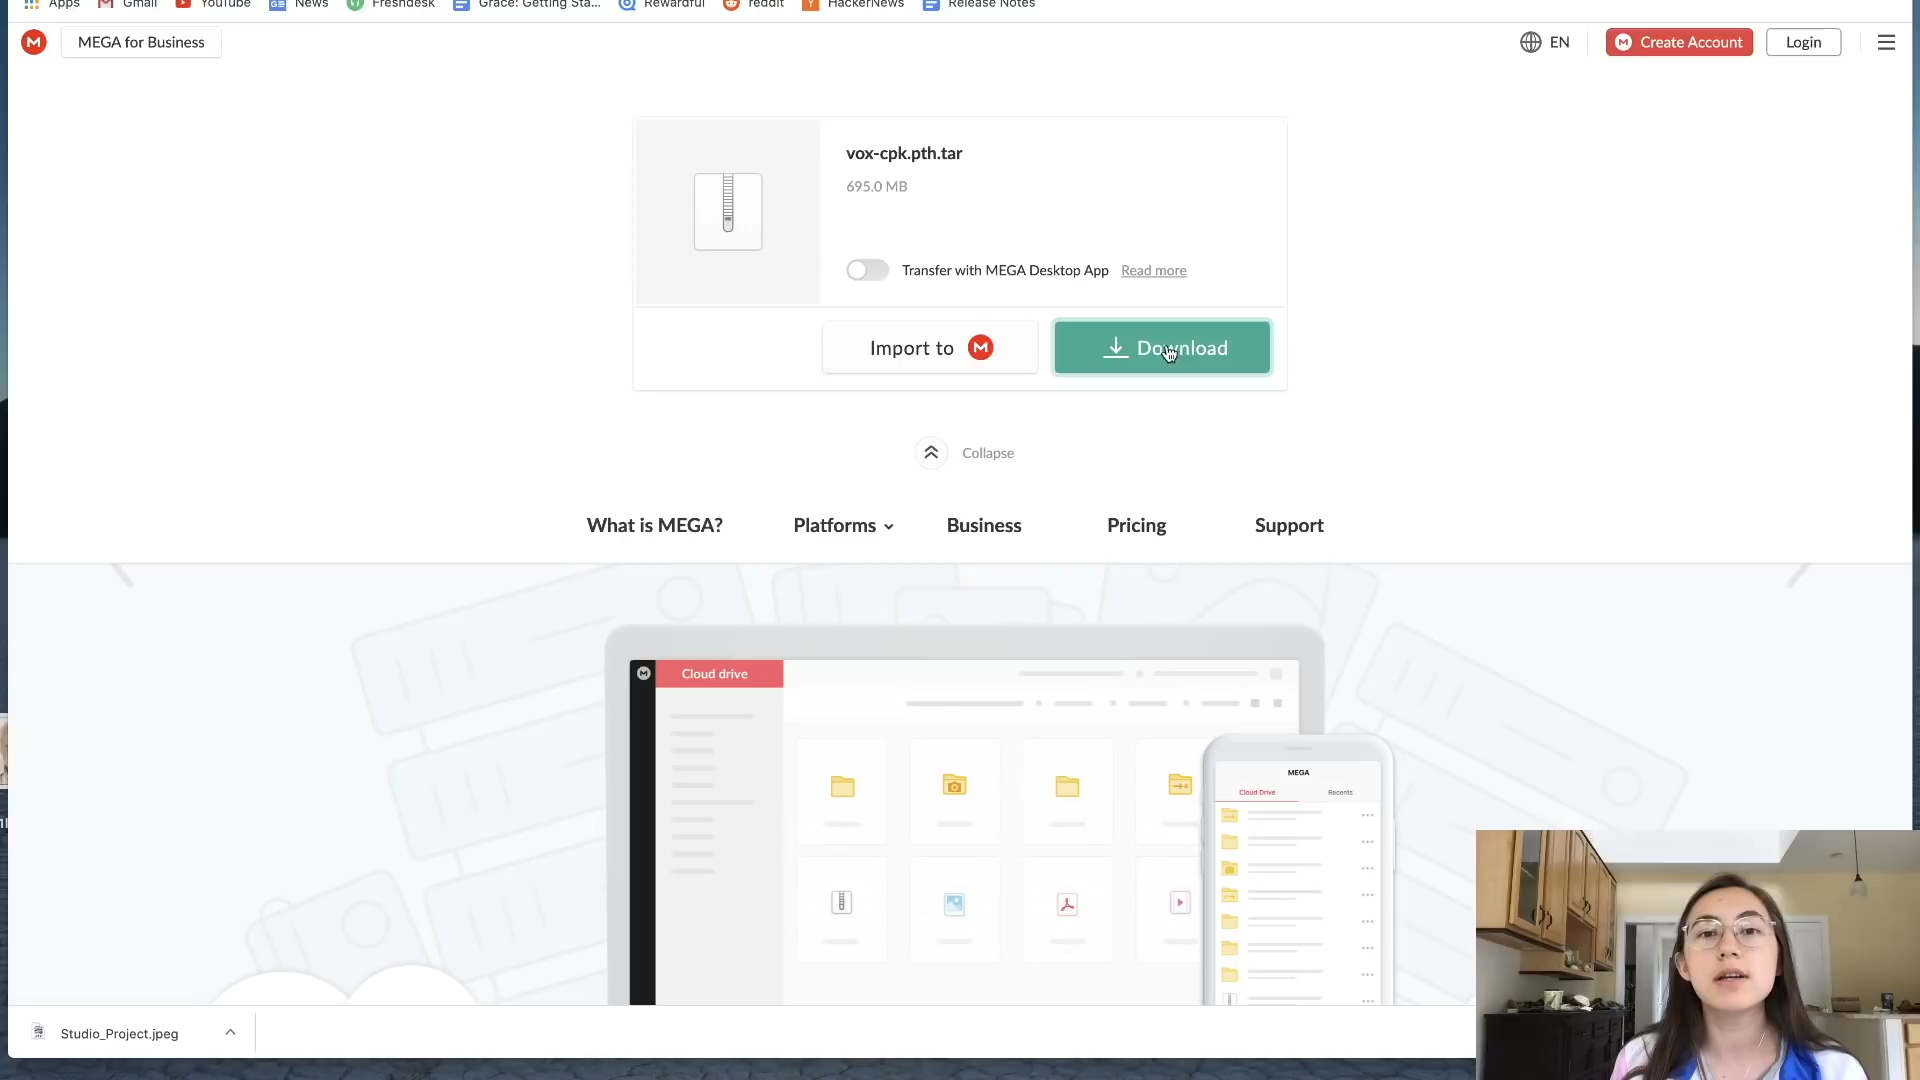 Apps Gmail YouTube News Freshdesk Grace: Getting Sta... Rewardful reddit HackerNews Release Notes
MEGA for Business EN Create Account Login
vox-cpk.pth.tar
695.0 MB
Transfer with MEGA Desktop App Read more
Import to Download
Collapse
What is MEGA? Platforms Business Pricing Support
Cloud drive
MEGA
Cloud Drive Recents
Studio_Project.jpeg